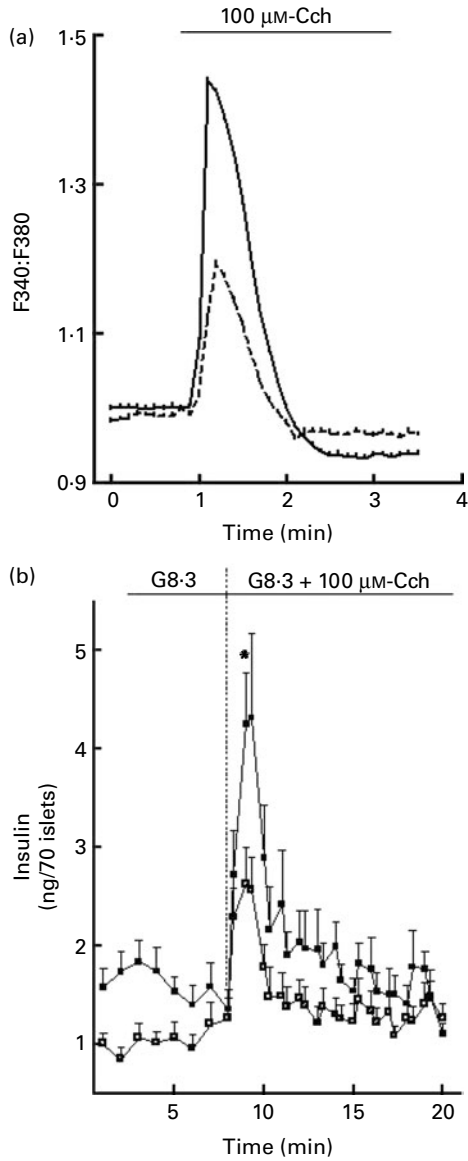 (a)
100 μM-Cch
1·5
1·3
1·1
0·9
F340:F380
0
1
2
3
4
Time (min)
(b)
G8·3
G8·3 + 100 μM-Cch
5
4
3
2
1
*
Insulin
(ng/70 islets)
5
10
15
20
Time (min)